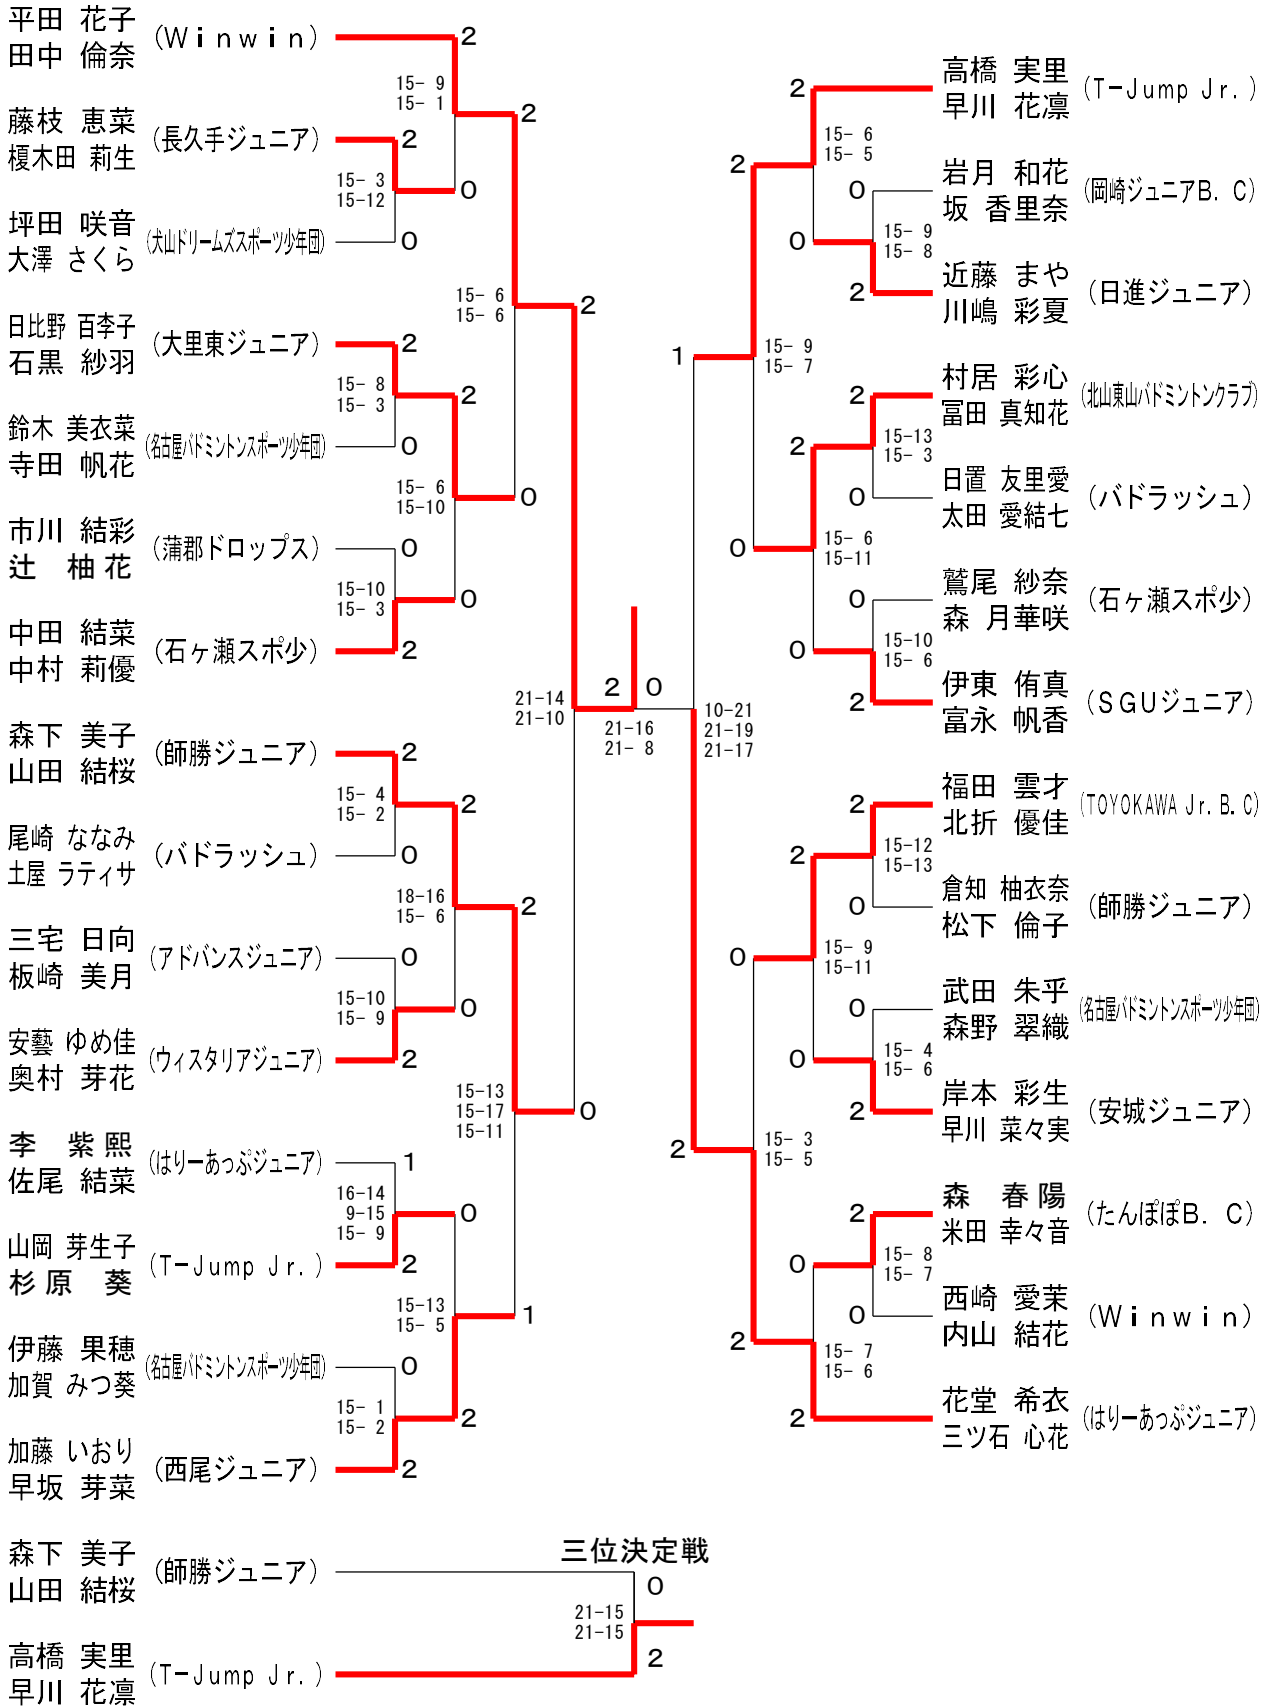 平田 花子
田中 倫奈
(Winwin)
2
15- 9
15- 1
2
藤枝 恵菜
榎木田 莉生
(長久手ジュニア)
2
15- 3
15-12
0
坪田 咲音
大澤 さくら
(犬山ドリームズスポーツ少年団)
0
15- 6
15- 6
2
日比野 百李子
石黒 紗羽
(大里東ジュニア)
2
15- 8
15- 3
2
鈴木 美衣菜
寺田 帆花
(名古屋バドミントンスポーツ少年団)
0
15- 6
15-10
0
市川 結彩
辻 柚花
(蒲郡ドロップス)
0
15-10
15- 3
0
中田 結菜
中村 莉優
(石ヶ瀬スポ少)
2
21-14
21-10
森下 美子
山田 結桜
(師勝ジュニア)
2
15- 4
15- 2
2
尾崎 ななみ
土屋 ラティサ
(バドラッシュ)
0
18-16
15- 6
2
三宅 日向
板崎 美月
(アドバンスジュニア)
0
15-10
15- 9
0
安藝 ゆめ佳
奥村 芽花
(ウィスタリアジュニア)
2
15-13
15-17
15-11
0
李 紫熙
佐尾 結菜
(はりーあっぷジュニア)
1
16-14
9-15
15- 9
0
山岡 芽生子
杉原 葵
(T-Jump Jr.)
2
15-13
15- 5
1
伊藤 果穂
加賀 みつ葵
(名古屋バドミントンスポーツ少年団)
0
15- 1
15- 2
2
加藤 いおり
早坂 芽菜
(西尾ジュニア)
2
2 0
21-16
21- 8
高橋 実里
早川 花凛
(T-Jump Jr.)
2
15- 6
15- 5
2
岩月 和花
坂 香里奈
(岡崎ジュニアB.C)
0
15- 9
15- 8
0
近藤 まや
川嶋 彩夏
(日進ジュニア)
2
15- 9
15- 7
1
村居 彩心
冨田 真知花
(北山東山バドミントンクラブ)
2
15-13
15- 3
2
日置 友里愛
太田 愛結七
(バドラッシュ)
0
15- 6
15-11
0
鷲尾 紗奈
森 月華咲
(石ヶ瀬スポ少)
0
15-10
15- 6
0
伊東 侑真
富永 帆香
(SGUジュニア)
2
10-21
21-19
21-17
福田 雲才
北折 優佳
(TOYOKAWA Jr.B.C)
2
15-12
15-13
2
倉知 柚衣奈
松下 倫子
(師勝ジュニア)
0
15- 9
15-11
0
武田 朱乎
森野 翠織
(名古屋バドミントンスポーツ少年団)
0
15- 4
15- 6
0
岸本 彩生
早川 菜々実
(安城ジュニア)
2
15- 3
15- 5
2
森 春陽
米田 幸々音
(たんぽぽB.C)
2
15- 8
15- 7
0
西崎 愛茉
内山 結花
(Winwin)
0
15- 7
15- 6
2
花堂 希衣
三ツ石 心花
(はりーあっぷジュニア)
2
三位決定戦
森下 美子
山田 結桜
(師勝ジュニア)
0
21-15
21-15
高橋 実里
早川 花凛
(T-Jump Jr.)
2